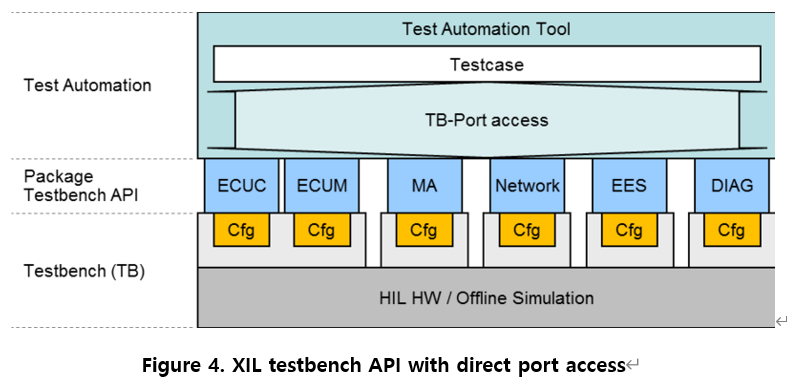 Test Automation Tool
Testcase
Test Automation
TB-Port access
Package
Testbench API
ECUC ECUM MA Network EES DIAG
Cfg Cfg Cfg Cfg Cfg Cfg
Testbench (TB)
HIL HW / Offline Simulation
Figure 4. XIL testbench API with direct port access